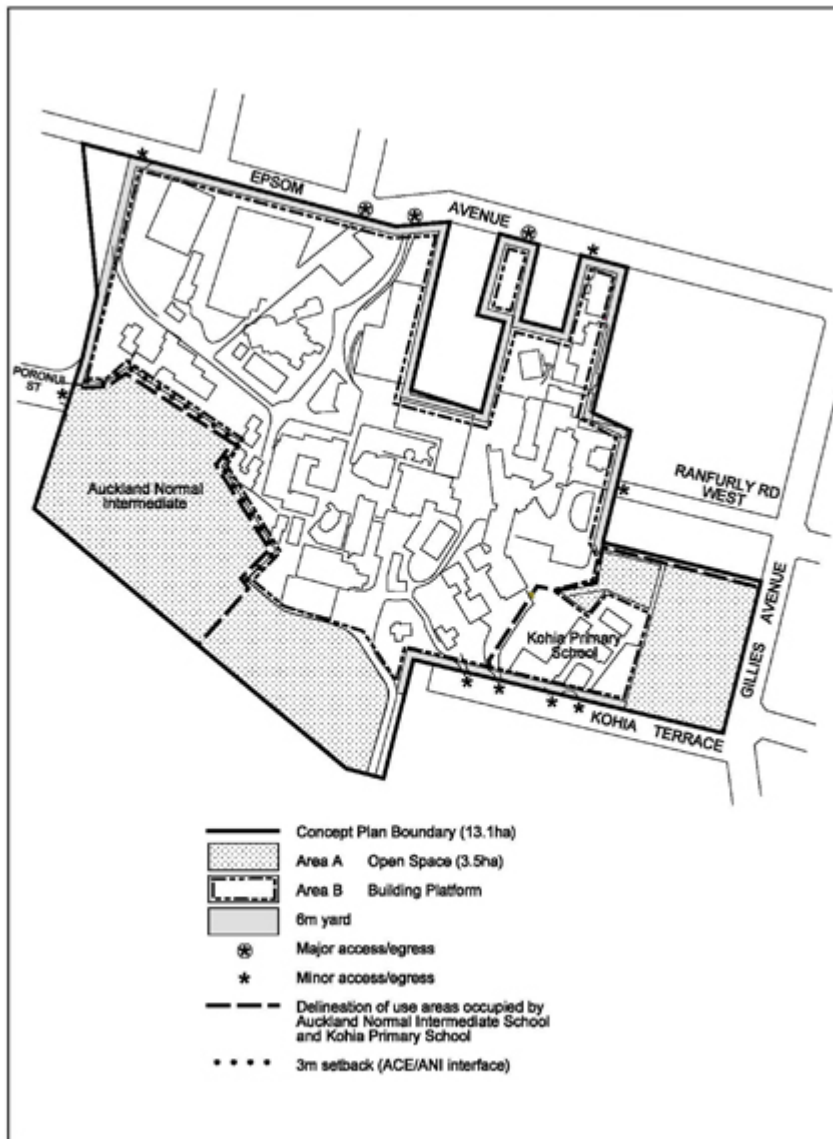 EPSOM AVENUE
PORONUI
ST
Auckland Normal
Intermediate
RANFURLY RD
WEST
GILLIES AVENUE
Kohia Primary
School
KOHIA TERRACE
Concept Plan Boundary (13.1ha)
Area A Open Space (3.5ha)
Area B Building Platform
6m yard
Major access/egress
Minor access/egress
Delineation of use areas occupied by
Auckland Normal Intermediate School
and Kohia Primary School
3m setback (ACE/ANI interface)